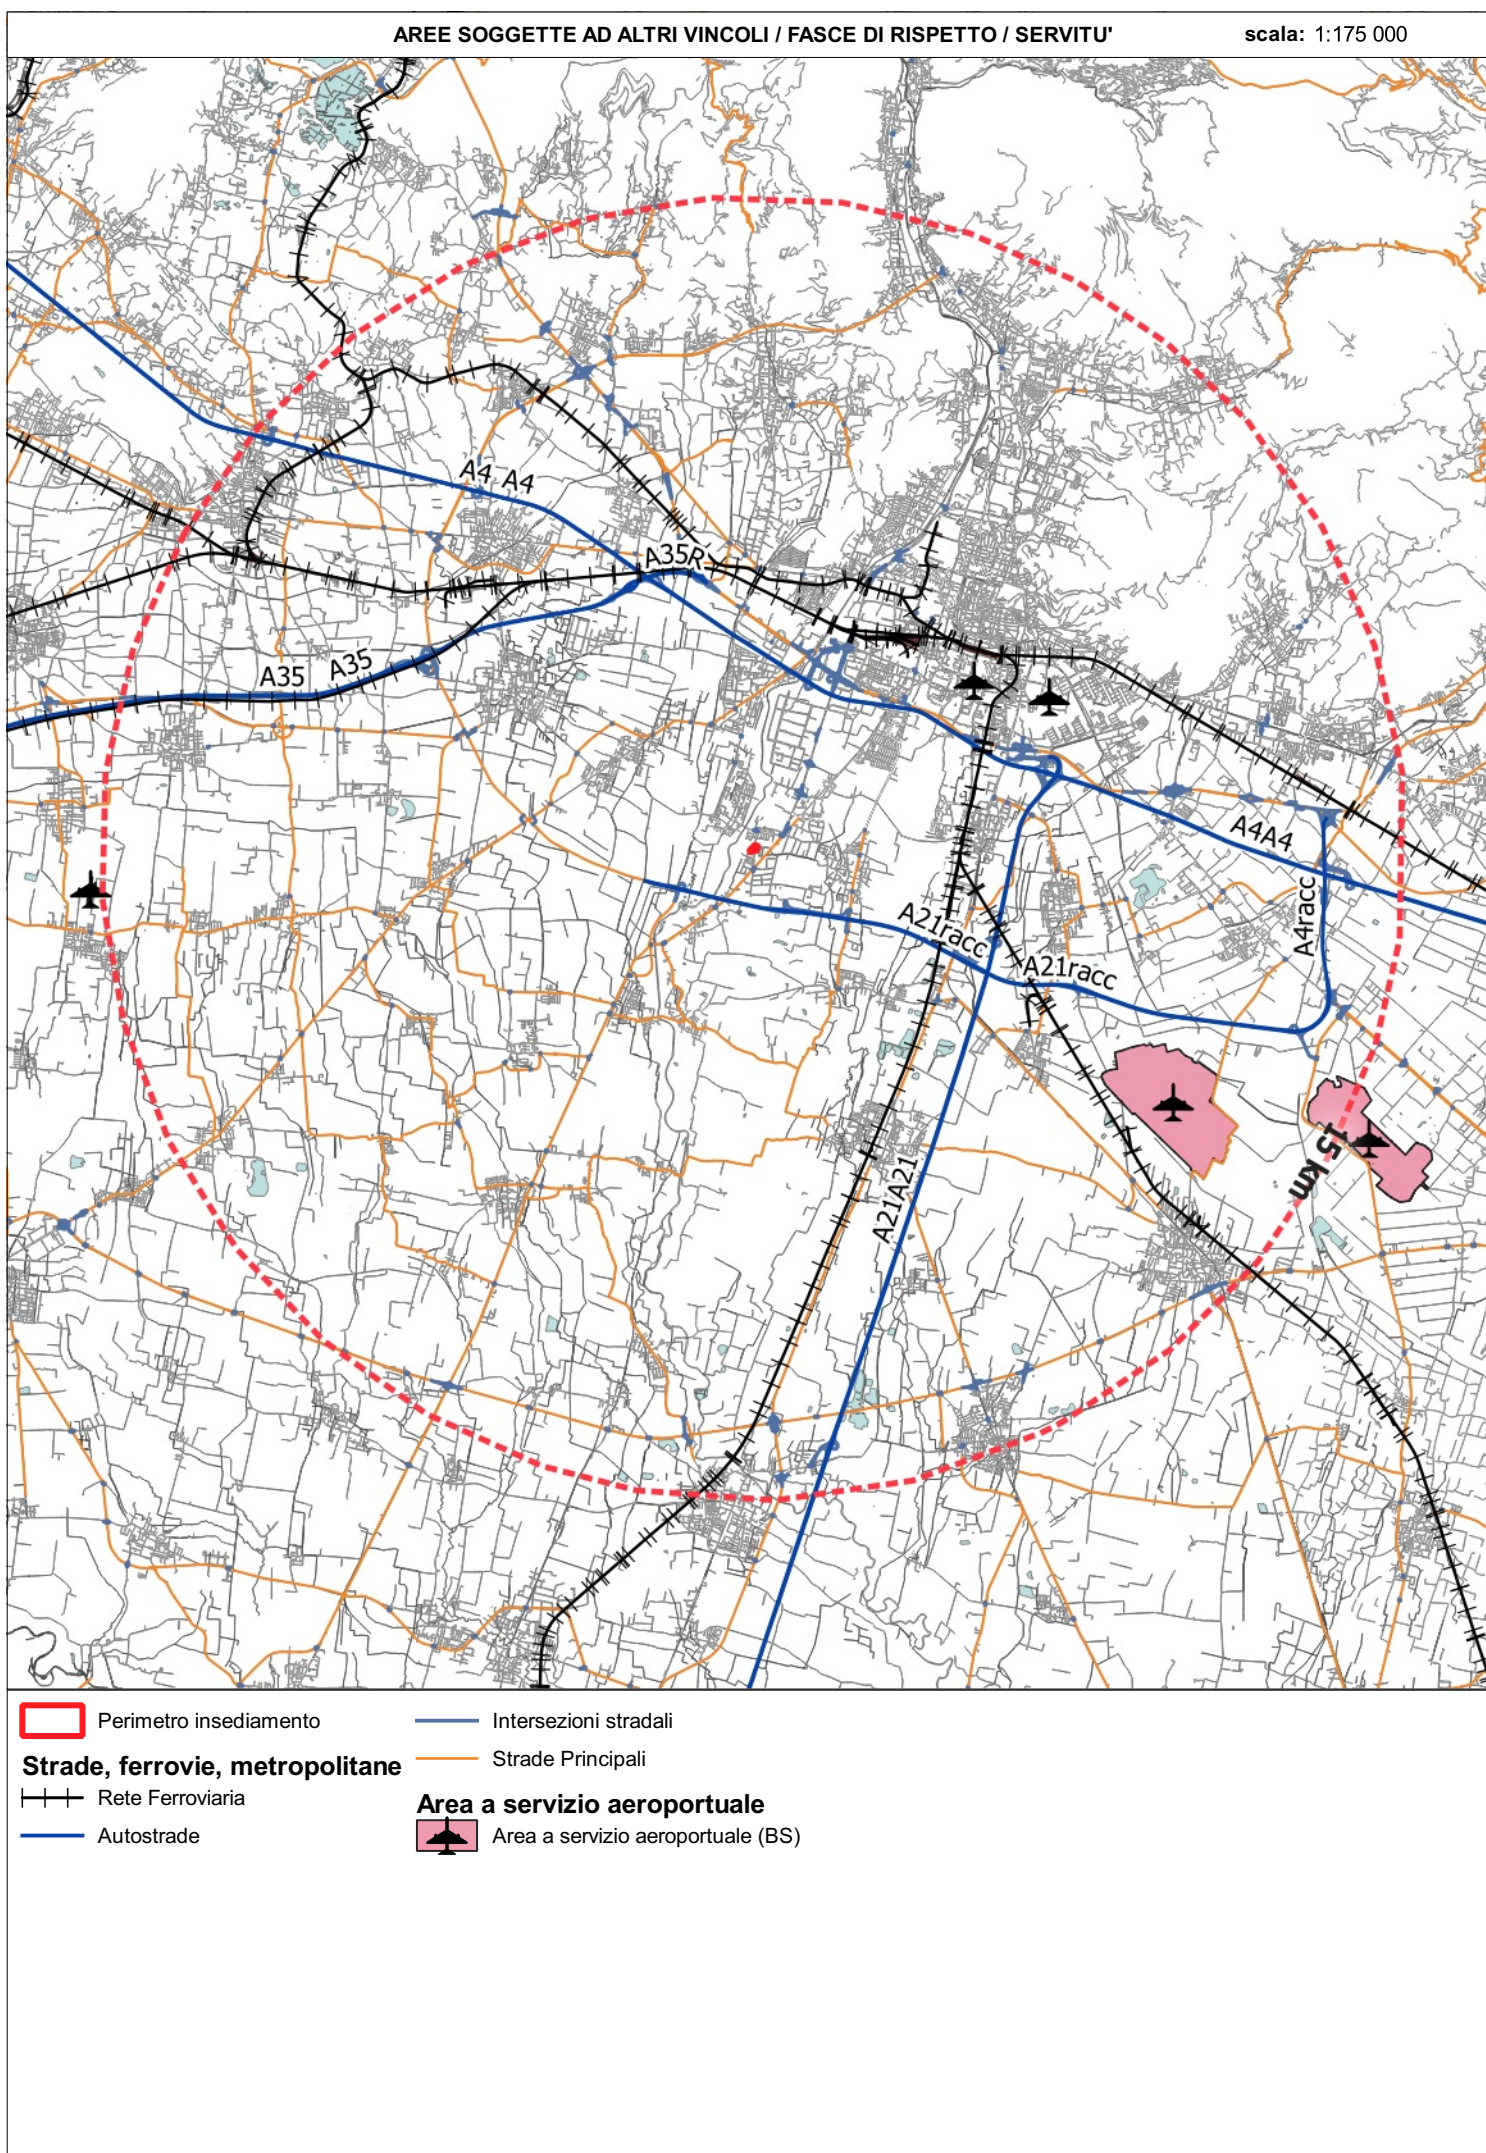 AREE SOGGETTE AD ALTRI VINCOLI / FASCE DI RISPETTO / SERVITU' scala: 1:175 000
A4 A4
A35R
A35 A35
A4A4
A4racc
A21racc
A21racc
15 km
A21A21
Perimetro insediamento
Strade, ferrovie, metropolitane
Rete Ferroviaria
Autostrade
Intersezioni stradali
Strade Principali
Area a servizio aeroportuale
Area a servizio aeroportuale (BS)